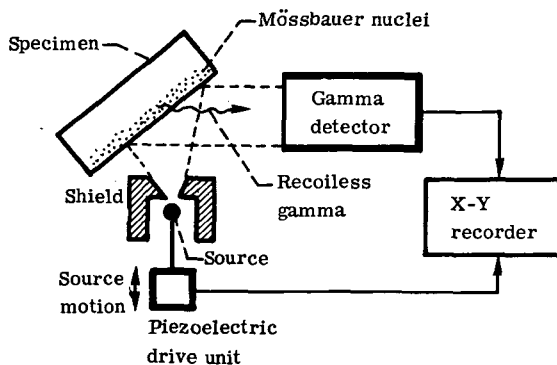 Specimen
Mössbauer nuclei
Gamma
detector
Shield
Recoiless
gamma
X-Y
recorder
Source
Source
motion
Piezoelectric
drive unit